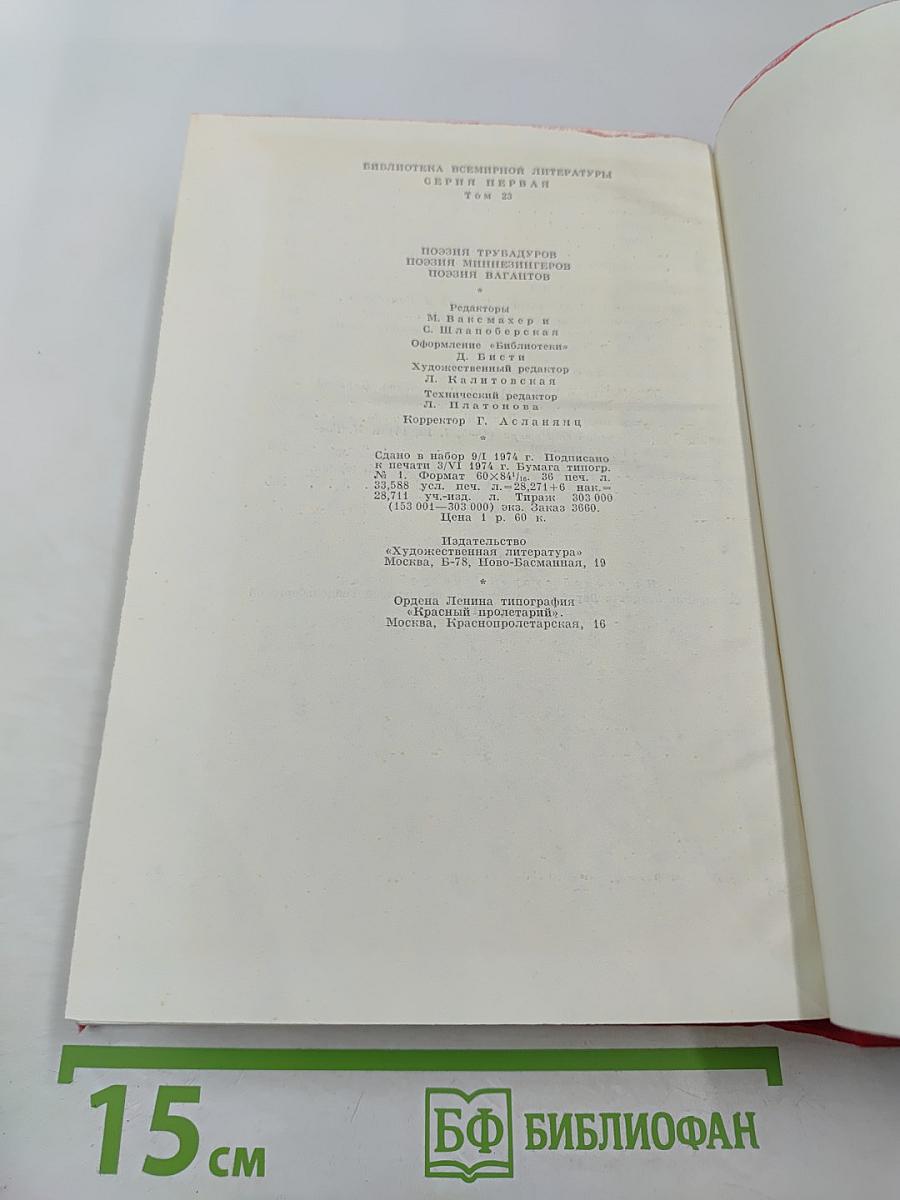 БИБЛИОТЕКА ВСЕМИРНОЙ ЛИТЕРАТУРЫ
СЕРИЯ ПЕРВАЯ
Том 23
ПОЭЗИЯ ТРУБАДУРОВ
ПОЭЗИЯ МИННЕЗИНГЕРОВ
ПОЭЗИЯ ВАГАНТОВ
*
Редакторы
М. Ваксмахер и
С. Шлапоберская
Оформление «Библиотеки»
Д. Бисти
Художественный редактор
Л. Калитовская
Технический редактор
Л. Платонова
Корректор Г. Асланянц
*
Сдано в набор 9/I 1974 г. Подписано
к печати 3/VI 1974 г. Бумага типогр.
№ 1. Формат 60×84¹/₁₆. 36 печ. л.
33,588 усл. печ. л.=28,271+6 нак.=
28,711 уч.-изд. л. Тираж 303 000
(153 001—303 000) экз. Заказ 3660.
Цена 1 р. 60 к.
Издательство
«Художественная литература»
Москва, Б-78, Ново-Басманная, 19
*
Ордена Ленина типография
«Красный пролетарий».
Москва, Краснопролетарская, 16
15 см
БФ БИБЛИОФАН